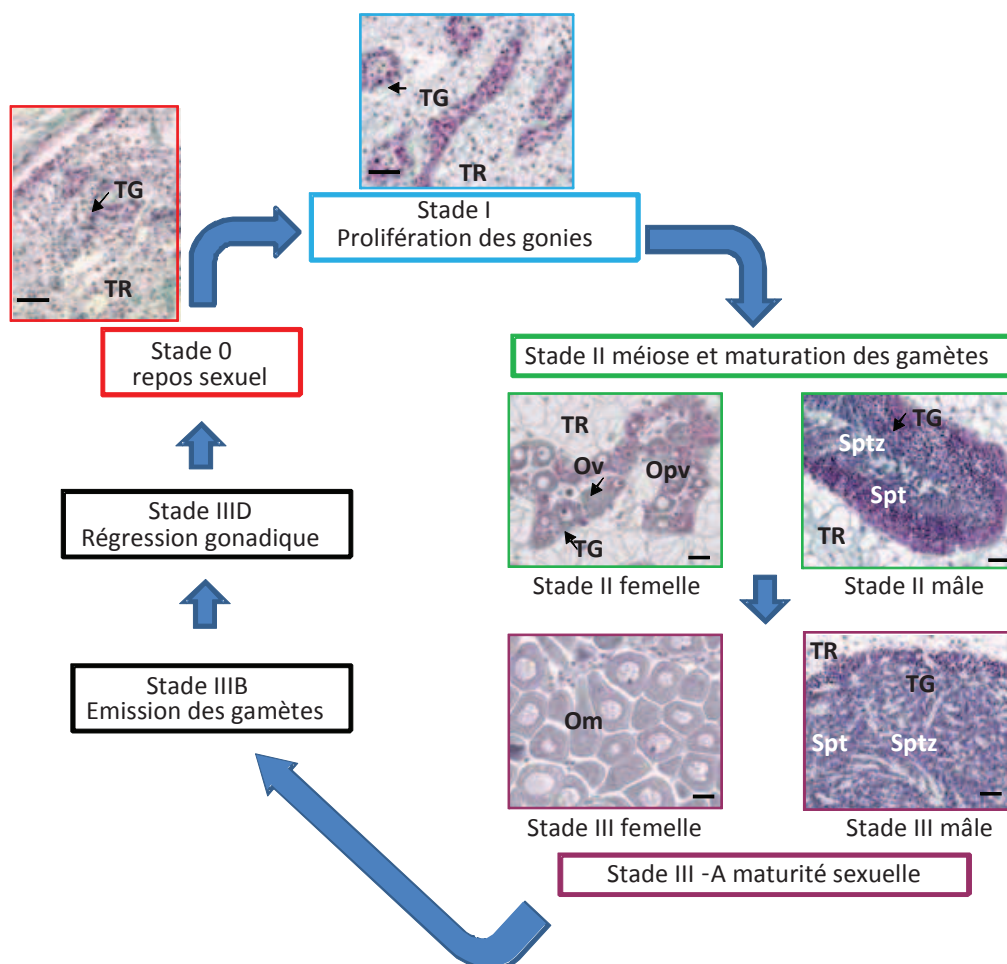 TG
TR
Stade I
Prolifération des gonies
TG
TR
Stade 0
repos sexuel
Stade II méiose et maturation des gamètes
TR
Ov
Opv
TG
Stade II femelle
TG
Sptz
Spt
TR
Stade II mâle
Stade IIID
Régression gonadique
Stade IIIB
Emission des gamètes
Om
Stade III femelle
TR
TG
Spt
Sptz
Stade III mâle
Stade III -A maturité sexuelle